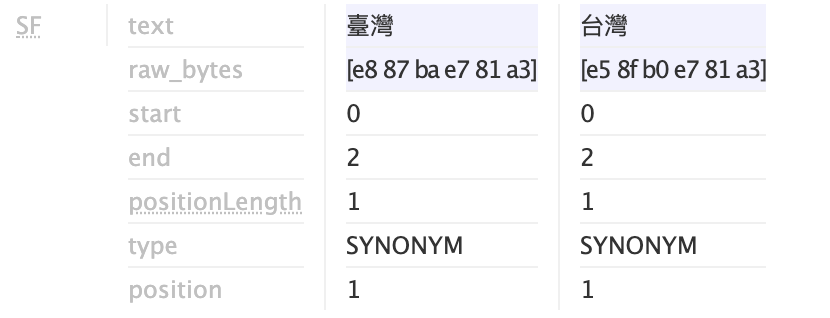 SF text 臺灣 台灣
raw_bytes [e8 87 ba e7 81 a3] [e5 8f b0 e7 81 a3]
start 0 0
end 2 2
positionLength 1 1
type SYNONYM SYNONYM
position 1 1